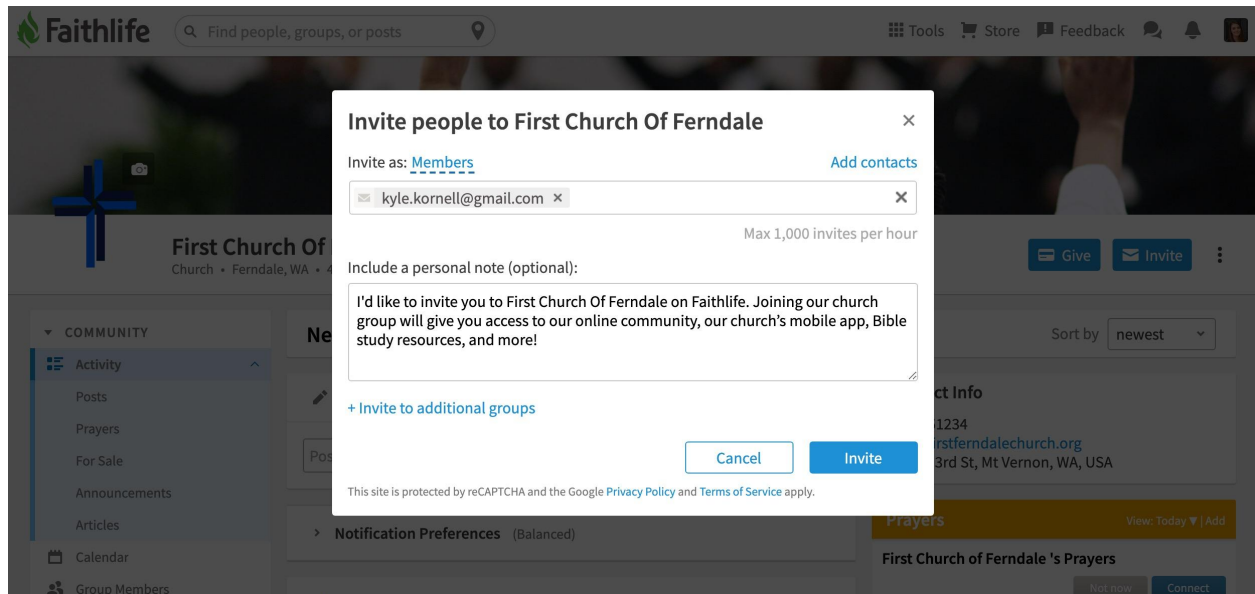 Faithlife
Find people, groups, or posts
Tools
Store
Feedback
Invite people to First Church Of Ferndale
×
Invite as: Members
Add contacts
kyle.kornell@gmail.com ×
Max 1,000 invites per hour
First Church Of
Church • Ferndale, WA • 4
Give
Invite
Include a personal note (optional):
I'd like to invite you to First Church Of Ferndale on Faithlife. Joining our church
group will give you access to our online community, our church's mobile app, Bible
study resources, and more!
COMMUNITY
Ne
Sort by newest
Activity
Posts
Prayers
For Sale
Announcements
Articles
Calendar
Group Members
Pos
+ Invite to additional groups
Cancel
Invite
This site is protected by reCAPTCHA and the Google Privacy Policy and Terms of Service apply.
Notification Preferences (Balanced)
ct Info
1234
irstferndalechurch.org
3rd St, Mt Vernon, WA, USA
Prayers
View: Today ▼ | Add
First Church of Ferndale 's Prayers
Not now
Connect